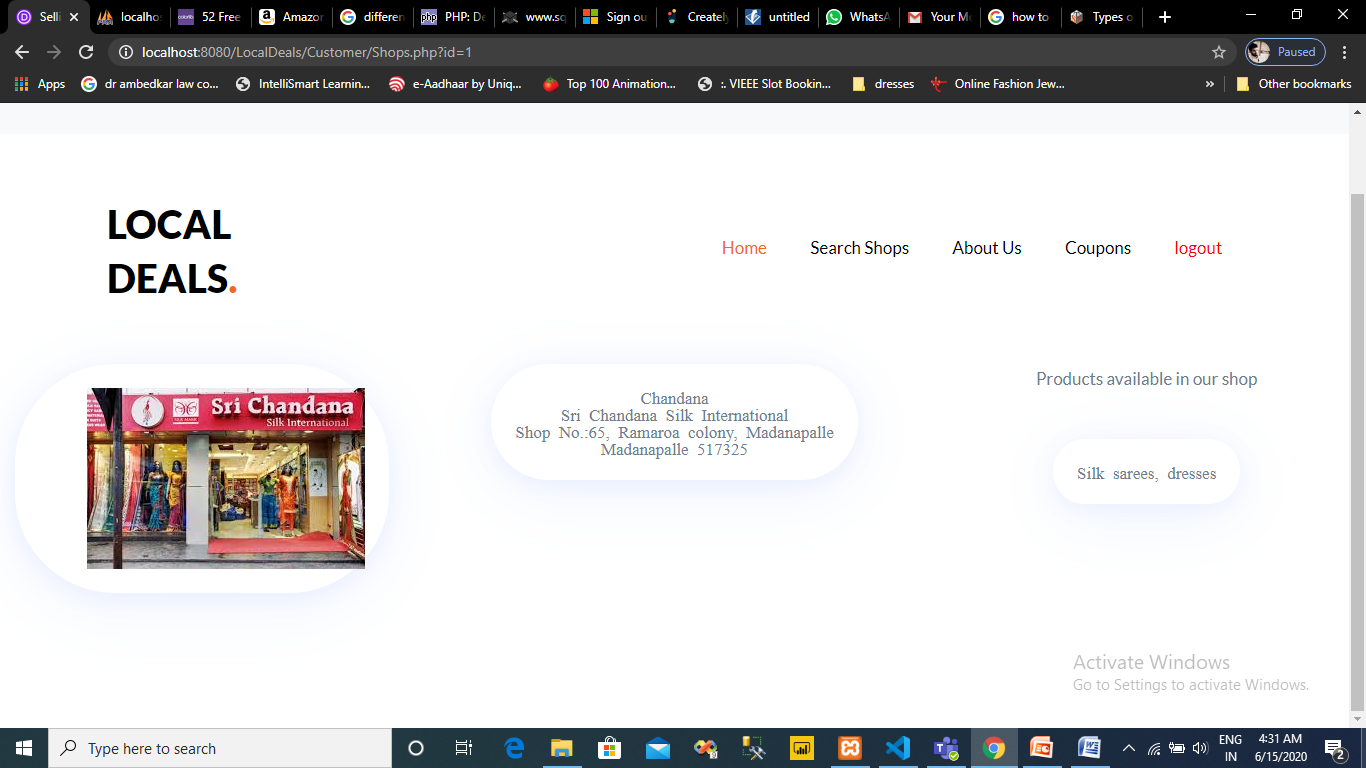 Selli
localhos
52 Free
Amazon
differen
PHP: De
www.sq
Sign ou
Creately
untitled
WhatsA
Your Mo
how to
Types o
localhost:8080/LocalDeals/Customer/Shops.php?id=1
Paused
Apps
dr ambedkar law co...
IntelliSmart Learnin...
e-Aadhaar by Uniq...
Top 100 Animation...
:. VIEEE Slot Bookin...
dresses
Online Fashion Jew...
»
Other bookmarks
LOCAL
DEALS.
Home
Search Shops
About Us
Coupons
logout
Sri Chandana
Silk International
Chandana
Sri Chandana Silk International
Shop No.:65, Ramaroa colony, Madanapalle
Madanapalle 517325
Products available in our shop
Silk sarees, dresses
Activate Windows
Go to Settings to activate Windows.
Type here to search
ENG
IN
4:31 AM
6/15/2020
2